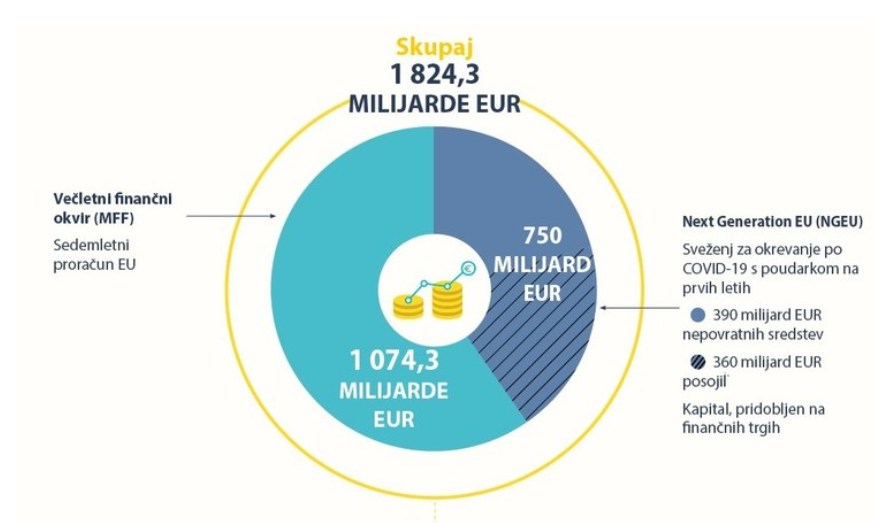 Skupaj
1 824,3
MILIJARDE EUR
Večletni finančni
okvir (MFF)
Sedemletni
proračun EU
750
MILIJARD
EUR
1 074,3
MILIJARDE
EUR
€
Next Generation EU (NGEU)
Sveženj za okrevanje po
COVID-19 s poudarkom na
prvih letih
390 milijard EUR
nepovratnih sredstev
360 milijard EUR
posojil*
Kapital, pridobljen na
finančnih trgih